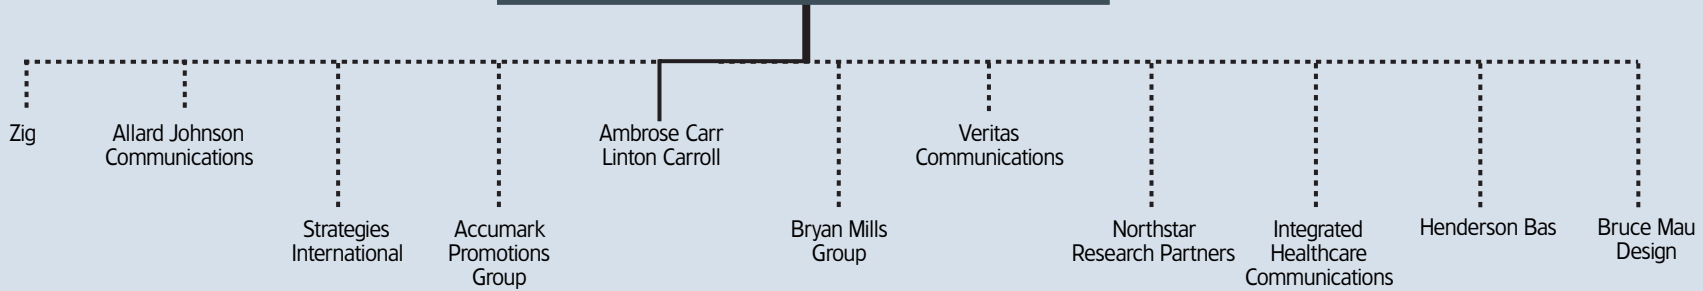 Zig
Allard Johnson
Communications
Strategies
International
Accumark
Promotions
Group
Ambrose Carr
Linton Carroll
Bryan Mills
Group
Veritas
Communications
Northstar
Research Partners
Integrated
Healthcare
Communications
Henderson Bas
Bruce Mau
Design